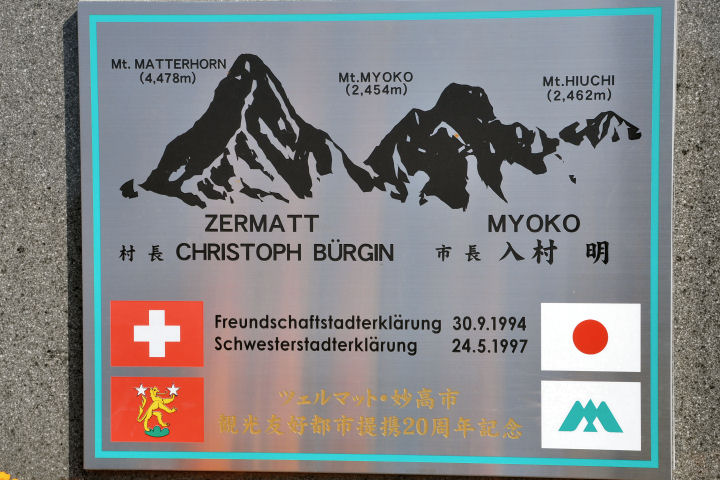 Mt. MATTERHORN
(4,478m)
Mt.MYOKO
(2,454m)
Mt.HIUCHI
(2,462m)
ZERMATT
村長 CHRISTOPH BÜRGIN
MYOKO
市長 入村 明
Freundschaftstadterklärung 30.9.1994
Schwesterstadterklärung 24.5.1997
ツェルマット・妙高市
観光友好都市提携20周年記念